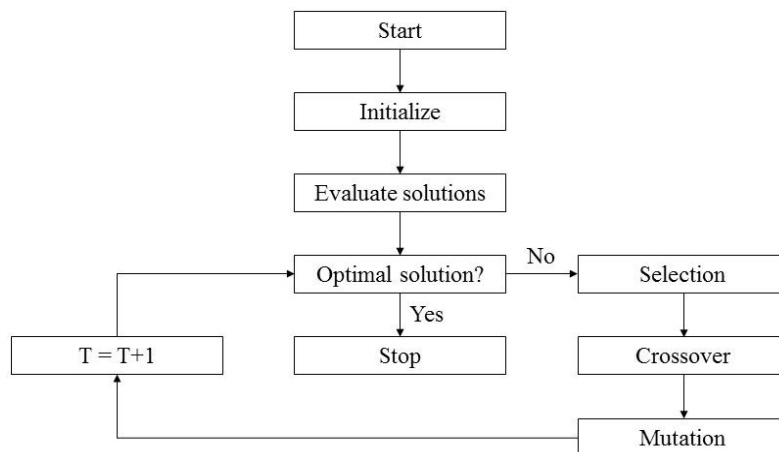 Start
Initialize
Evaluate solutions
Optimal solution?
No
Selection
Yes
T = T+1
Stop
Crossover
Mutation